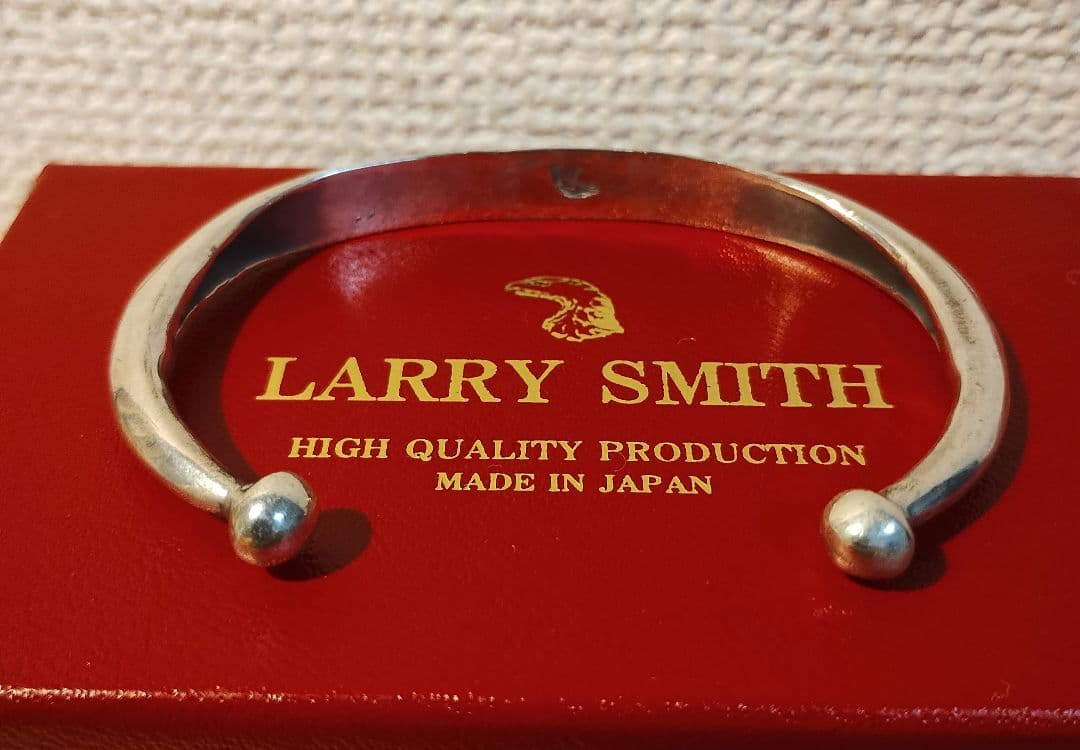 LARRY SMITH
HIGH QUALITY PRODUCTION
MADE IN JAPAN